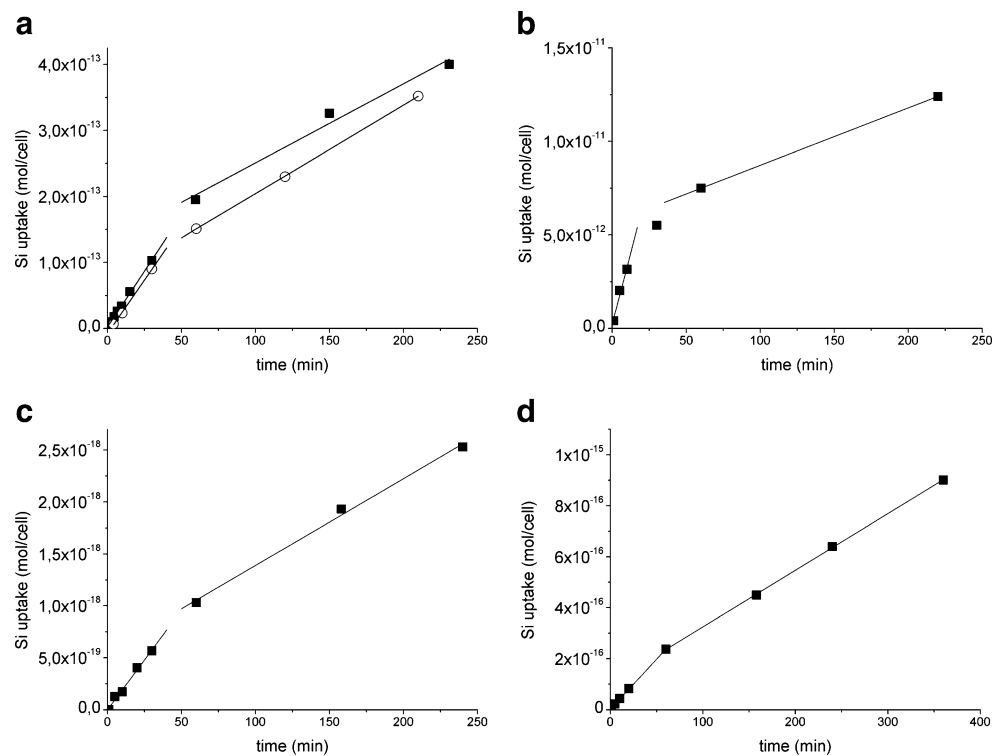 a
b
4,0x10⁻¹³
3,0x10⁻¹³
2,0x10⁻¹³
1,0x10⁻¹³
0,0
Si uptake (mol/cell)
0 50 100 150 200 250
time (min)
1,5x10⁻¹¹
1,0x10⁻¹¹
5,0x10⁻¹²
0,0
Si uptake (mol/cell)
0 50 100 150 200 250
time (min)
c
d
2,5x10⁻¹⁸
2,0x10⁻¹⁸
1,5x10⁻¹⁸
1,0x10⁻¹⁸
5,0x10⁻¹⁹
0,0
Si uptake (mol/cell)
0 50 100 150 200 250
time (min)
1x10⁻¹⁵
8x10⁻¹⁶
6x10⁻¹⁶
4x10⁻¹⁶
2x10⁻¹⁶
0
Si uptake (mol/cell)
0 100 200 300 400
time (min)